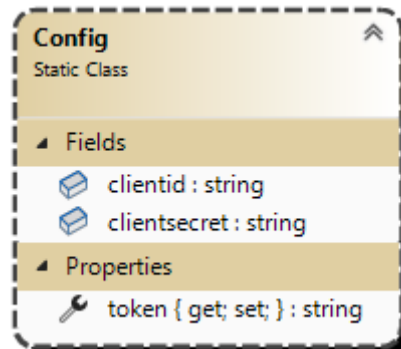 Config
Static Class
Fields
clientid : string
clientsecret : string
Properties
token { get; set; } : string